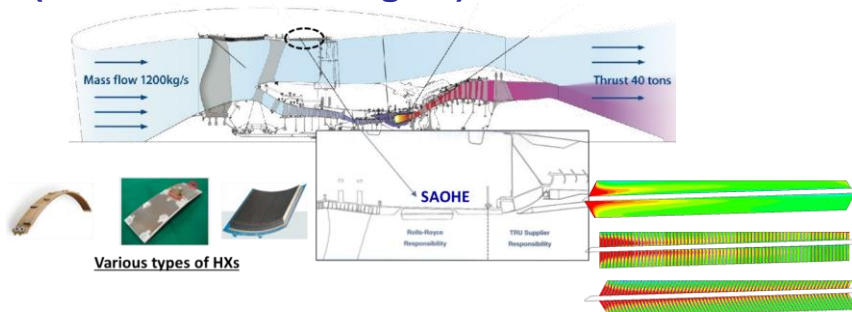 Mass flow 1200kg/s
Thrust 40 tons
SAOHE
Rolls-Royce
Responsibility
TRU Supplier
Responsibility
Various types of HXs